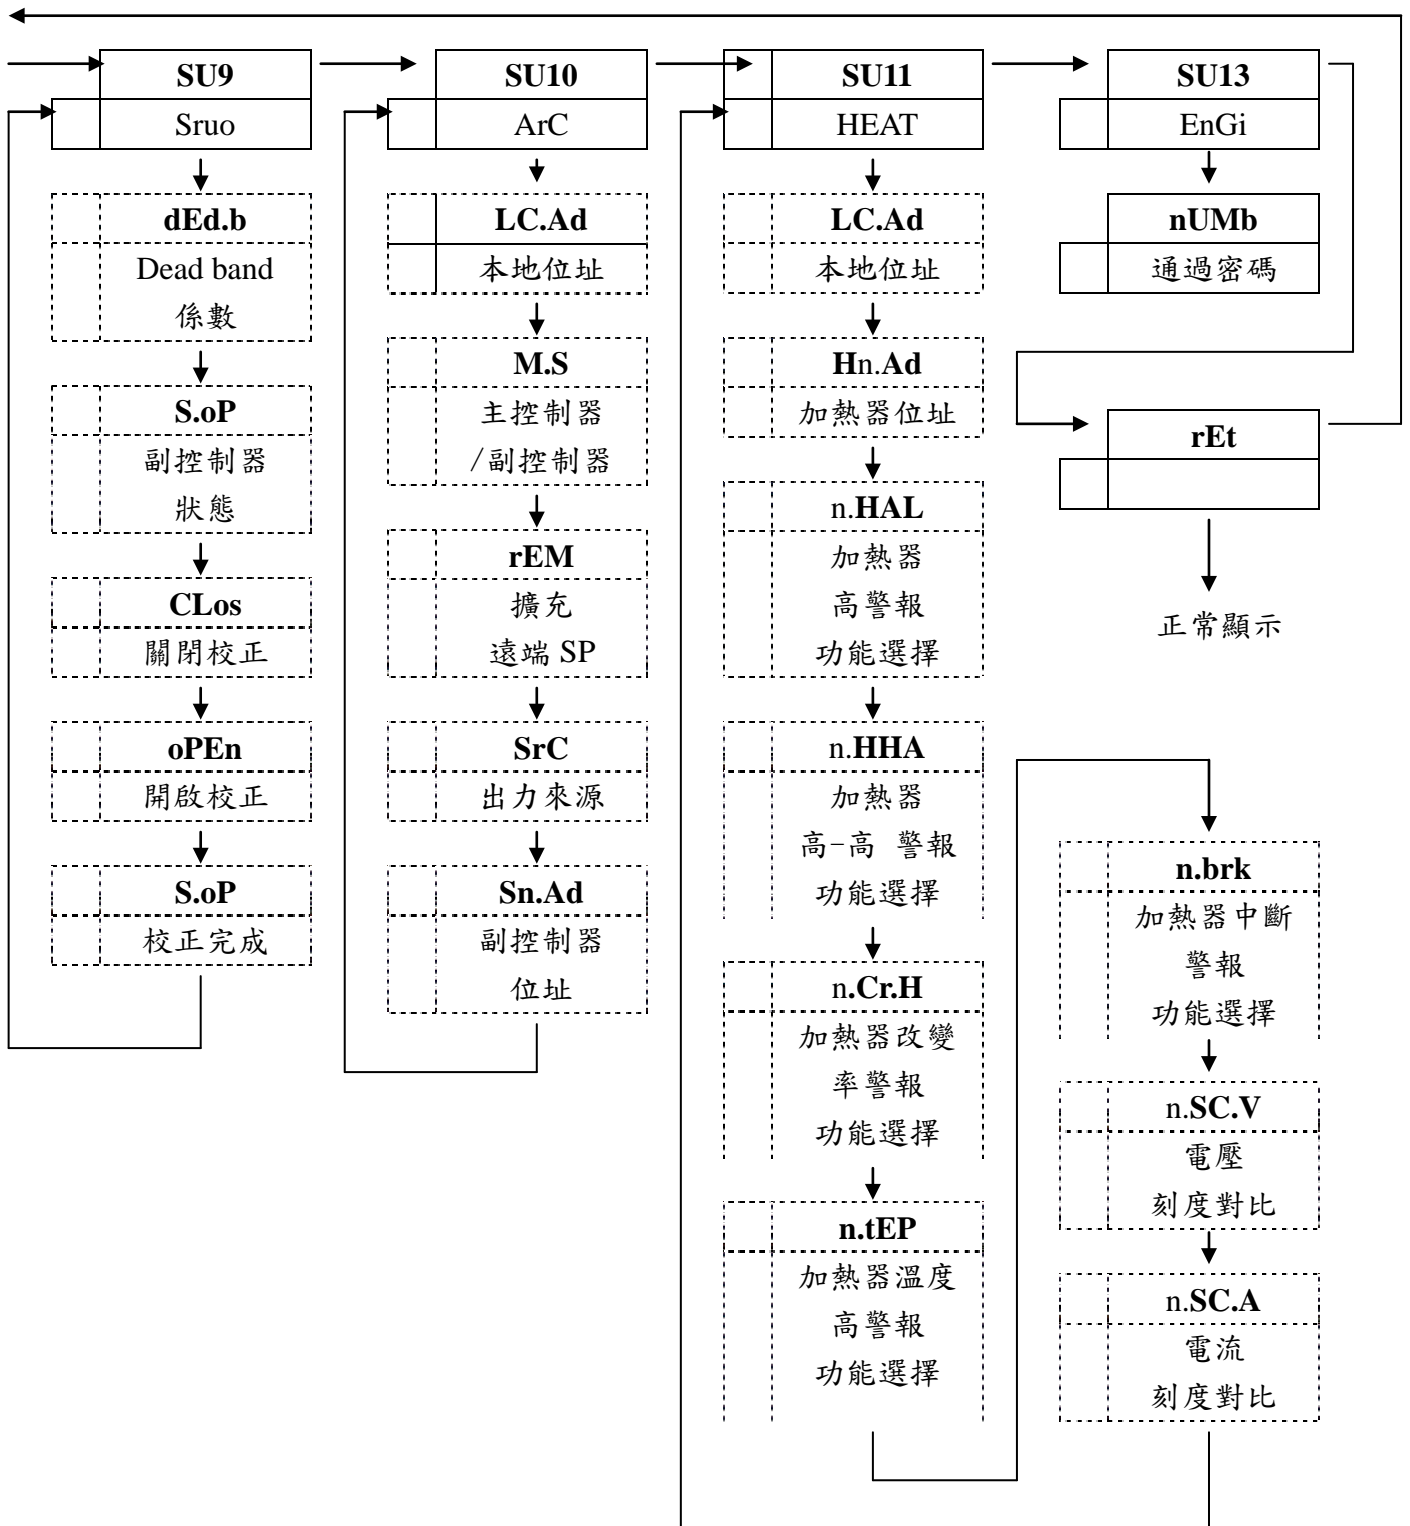 SU9
Sruo
dEd.b
Dead band
係數
S.oP
副控制器
狀態
CLos
關閉校正
oPEn
開啟校正
S.oP
校正完成
SU10
ArC
LC.Ad
本地位址
M.S
主控制器
/副控制器
rEM
擴充
遠端 SP
SrC
出力來源
Sn.Ad
副控制器
位址
SU11
HEAT
LC.Ad
本地位址
Hn.Ad
加熱器位址
n.HAL
加熱器
高警報
功能選擇
n.HHA
加熱器
高-高 警報
功能選擇
n.Cr.H
加熱器改變
率警報
功能選擇
n.tEP
加熱器溫度
高警報
功能選擇
SU13
EnGi
nUMb
通過密碼
rEt
正常顯示
n.brk
加熱器中斷
警報
功能選擇
n.SC.V
電壓
刻度對比
n.SC.A
電流
刻度對比